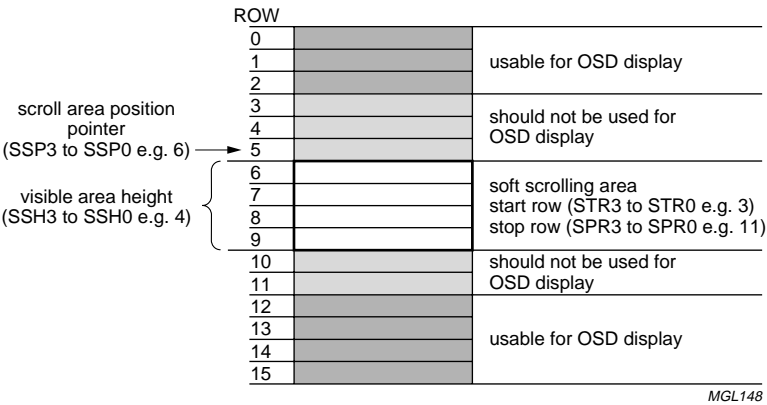 ROW
0
1
2
usable for OSD display
3
4
5
should not be used for
OSD display
scroll area position
pointer
(SSP3 to SSP0 e.g. 6)
6
7
8
9
soft scrolling area
start row (STR3 to STR0 e.g. 3)
stop row (SPR3 to SPR0 e.g. 11)
visible area height
(SSH3 to SSH0 e.g. 4)
10
11
should not be used for
OSD display
12
13
14
15
usable for OSD display
MGL148